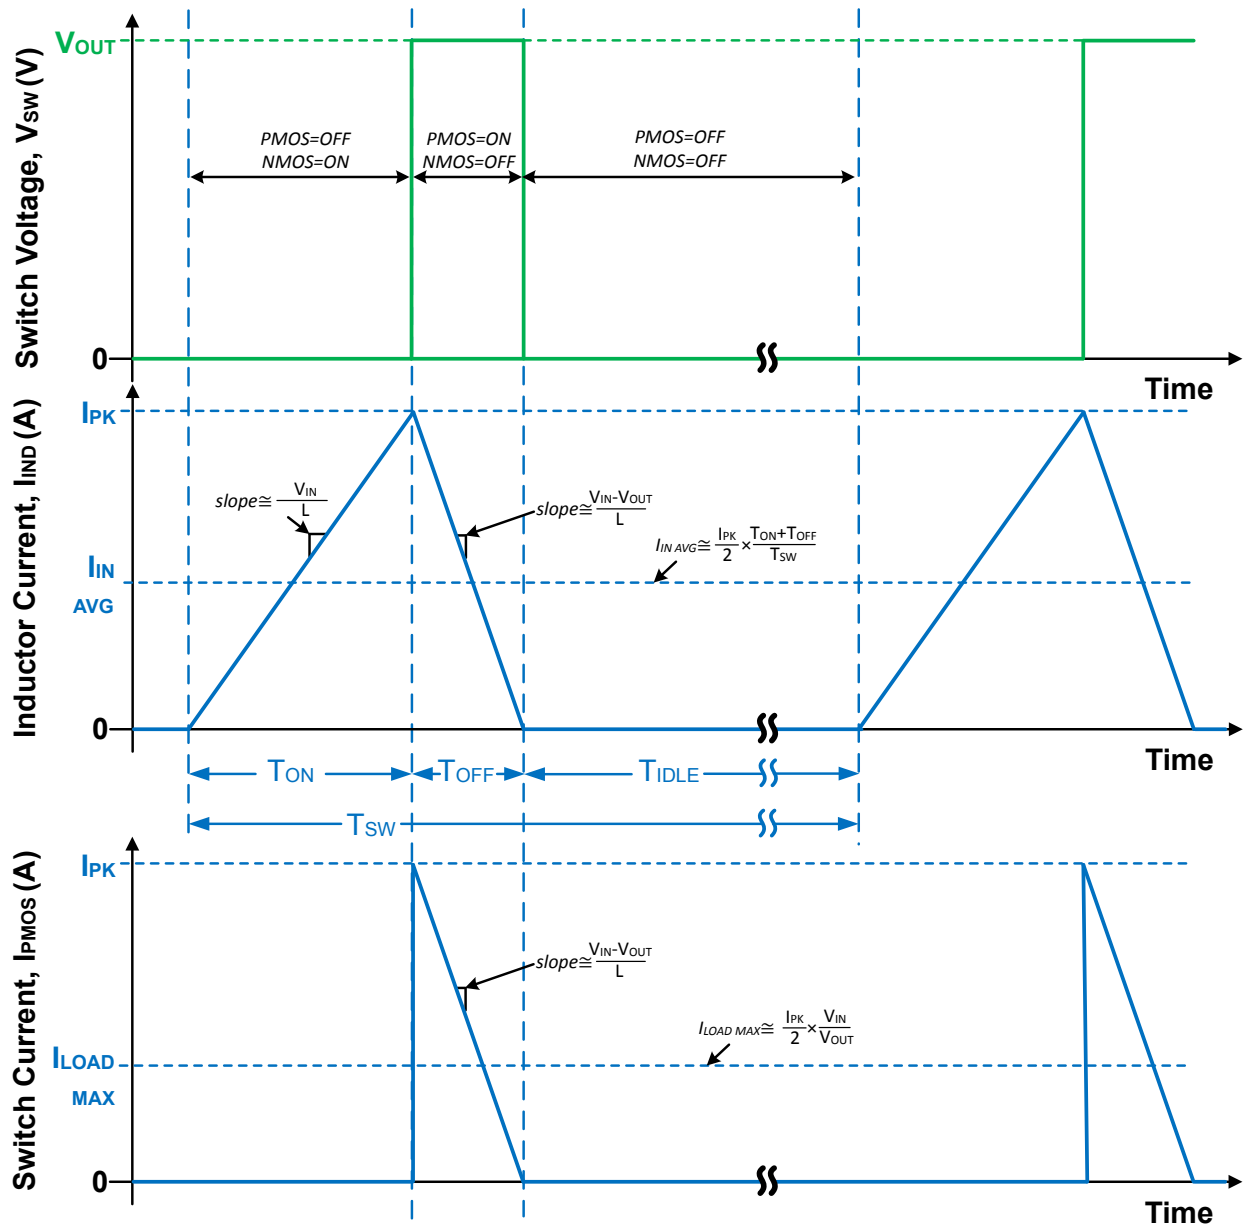 Switch Voltage, VSW (V)
VOUT
PMOS=OFF
NMOS=ON
PMOS=ON
NMOS=OFF
PMOS=OFF
NMOS=OFF
0
Time
Inductor Current, IIND (A)
IPK
slope≅ VIN
L
slope≅ VIN-VOUT
L
IIN AVG≅ IPK/2 × TON+TOFF/TSW
IIN
AVG
0
Time
TON
TOFF
TIDLE
TSW
Switch Current, IPMOS (A)
IPK
slope≅ VIN-VOUT
L
ILOAD MAX≅ IPK/2 × VIN/VOUT
ILOAD
MAX
0
Time